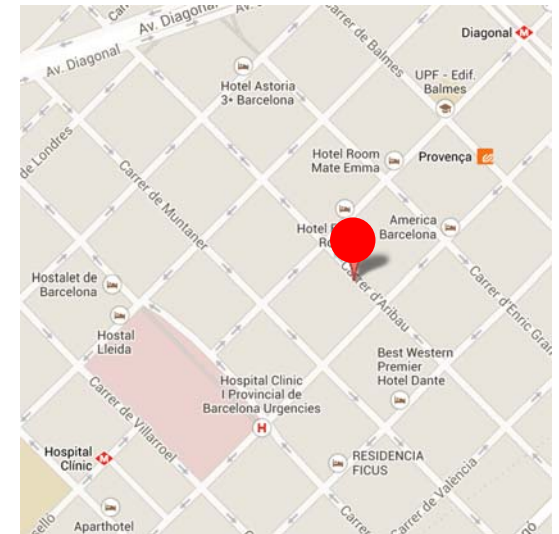 Av. Diagonal
Av. Diagonal
Carrer de Balmes
Diagonal M
Hotel Astoria
3* Barcelona
UPF - Edif.
Balmes
de Londres
Carrer de Muntaner
Hotel Room
Mate Emma
Provença
Hotel
America
Barcelona
Carrer d'Aribau
Carrer d'Enric
Hostalet de
Barcelona
Hostal
Lleida
Best Western
Premier
Hotel Dante
Hospital Clinic
I Provincial de
Barcelona Urgencies
H
Carrer de Villarroel
Hospital
Clínic
M
RESIDENCIA
FICUS
Carrer de València
Carrer
Aparthotel